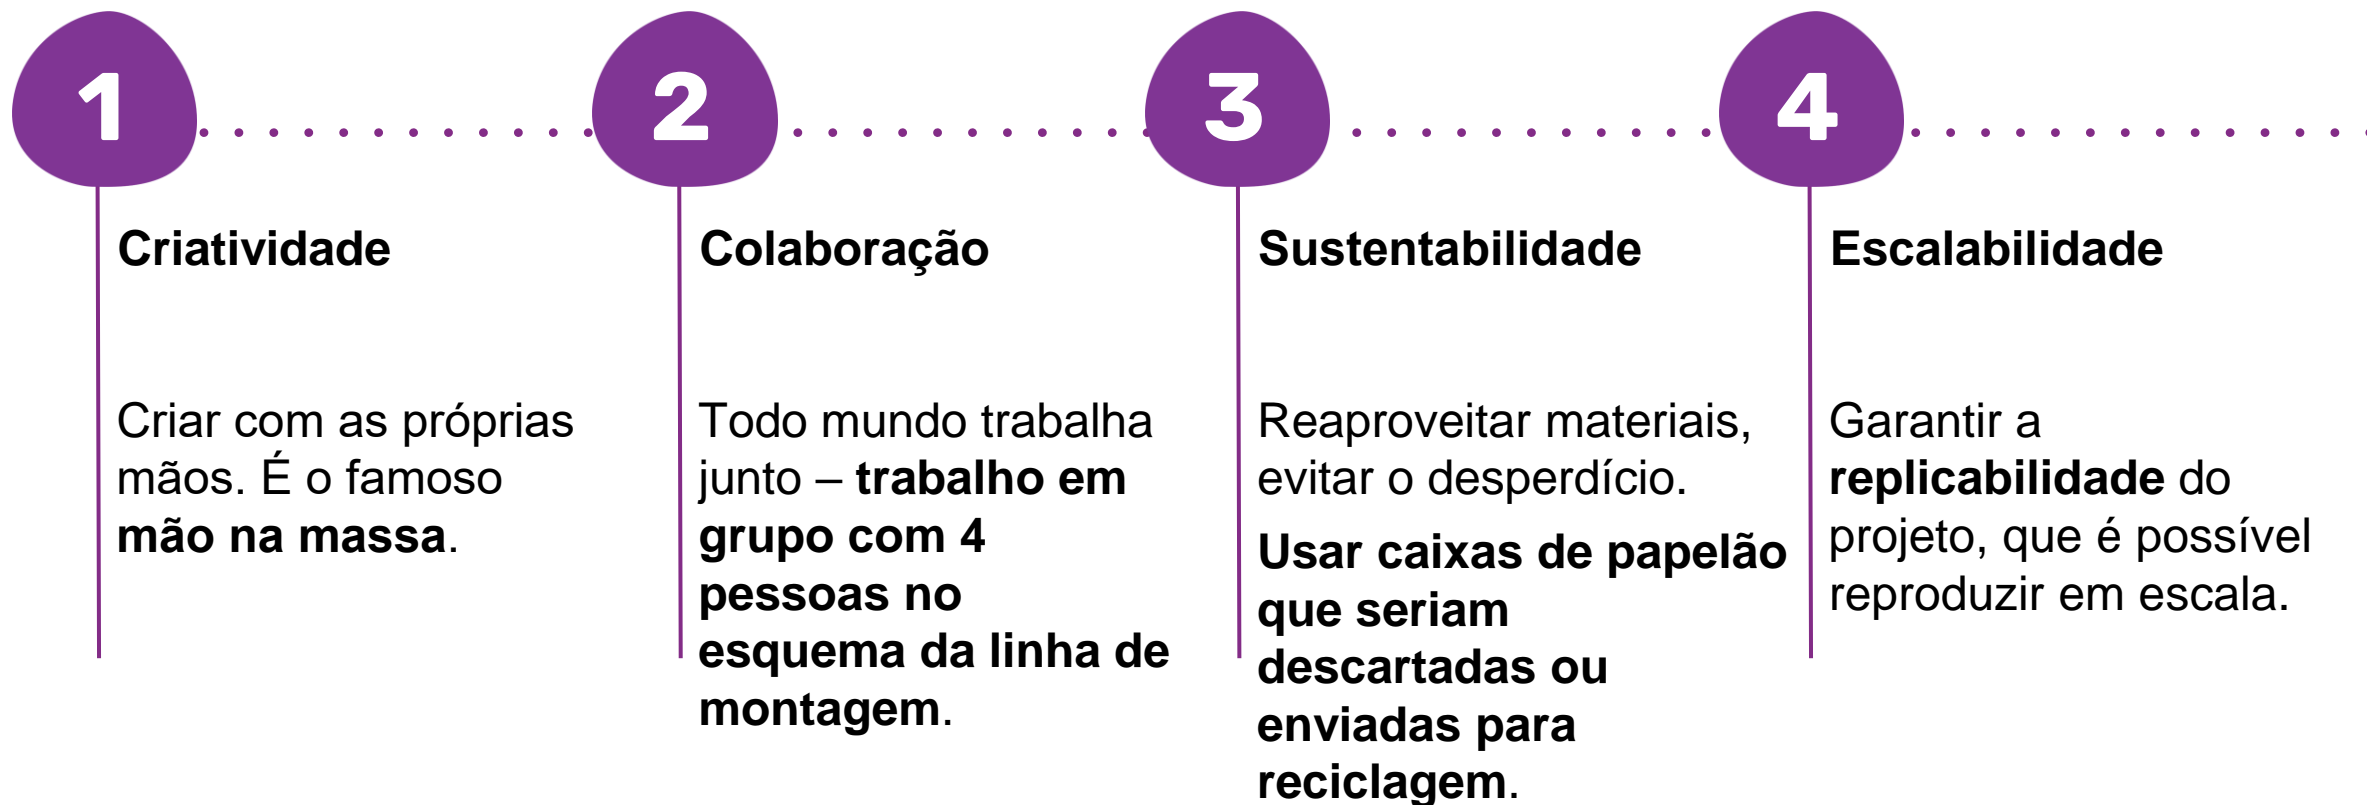 1
Criatividade
Criar com as próprias
mãos. É o famoso
mão na massa.
2
Colaboração
Todo mundo trabalha
junto – trabalho em
grupo com 4
pessoas no
esquema da linha de
montagem.
3
Sustentabilidade
Reaproveitar materiais,
evitar o desperdício.
Usar caixas de papelão
que seriam
descartadas ou
enviadas para
reciclagem.
4
Escalabilidade
Garantir a
replicabilidade do
projeto, que é possível
reproduzir em escala.